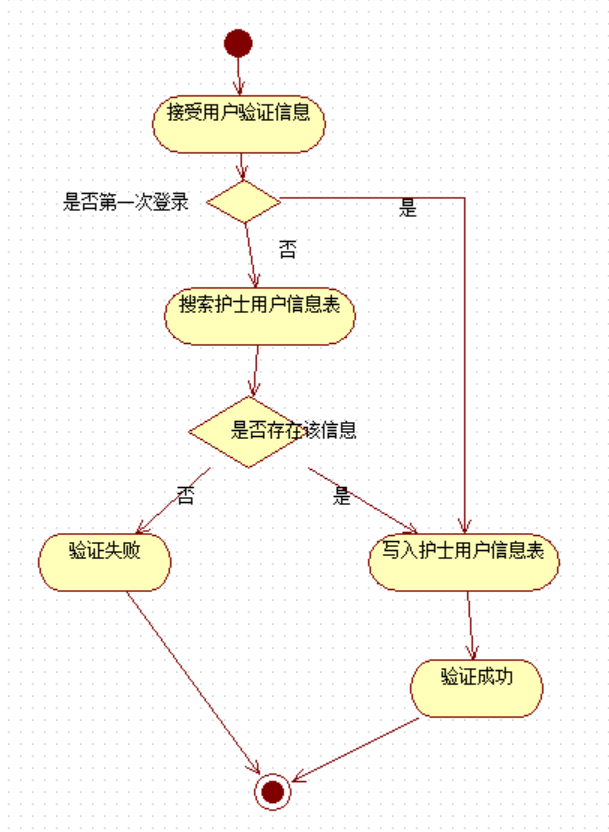 接受用户验证信息
是否第一次登录
是
否
搜索护士用户信息表
是否存在该信息
否
是
验证失败
写入护士用户信息表
验证成功